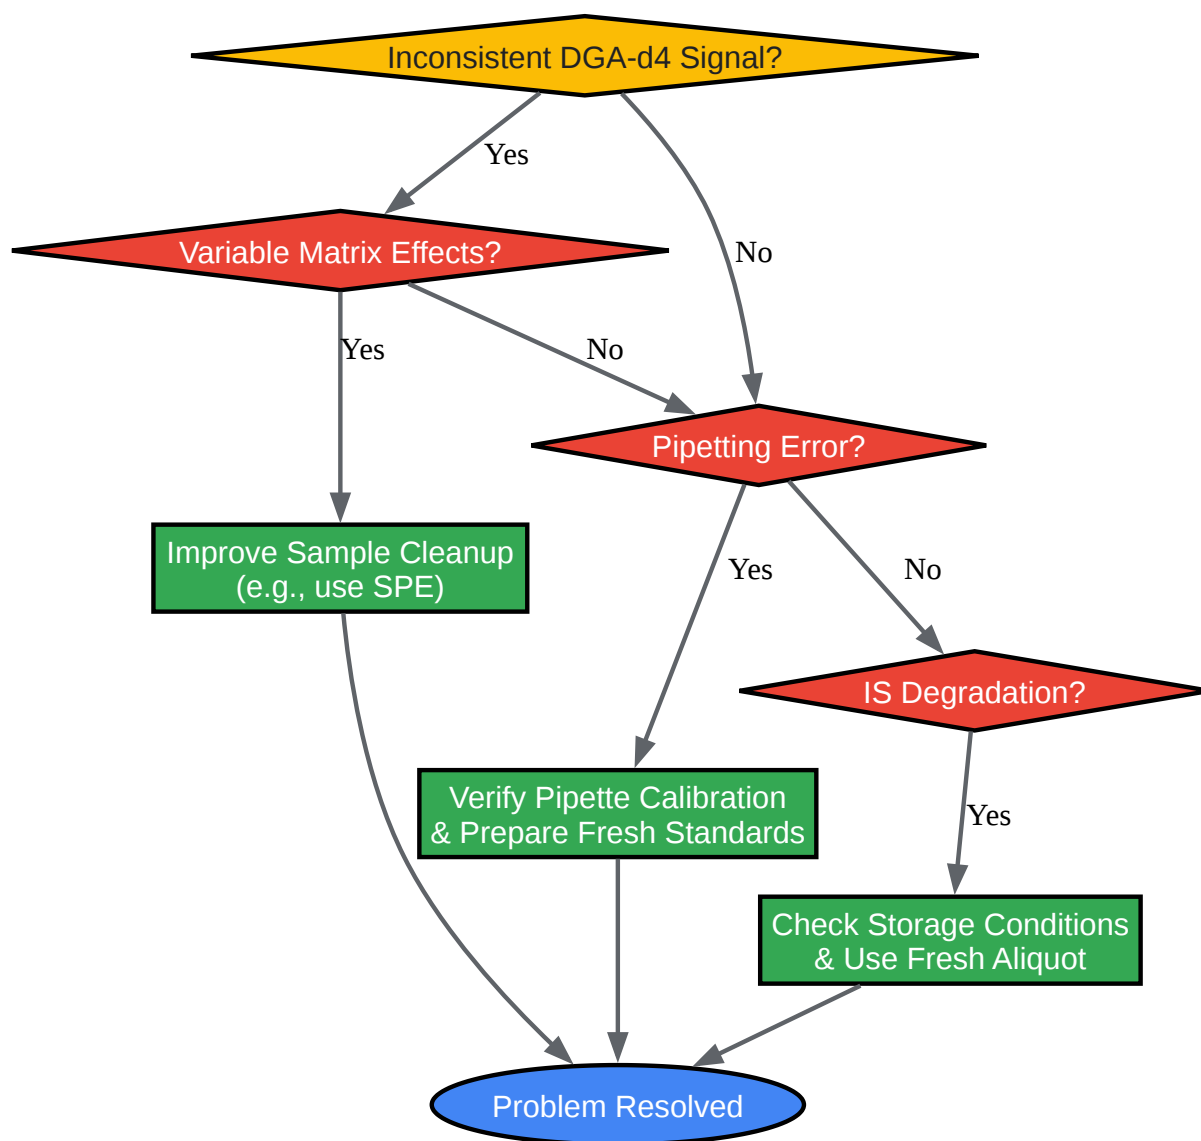 Inconsistent DGA-d4 Signal?
Yes
Variable Matrix Effects?
No
Yes
No
Pipetting Error?
Improve Sample Cleanup
(e.g., use SPE)
Yes
No
IS Degradation?
Verify Pipette Calibration
& Prepare Fresh Standards
Yes
Check Storage Conditions
& Use Fresh Aliquot
Problem Resolved